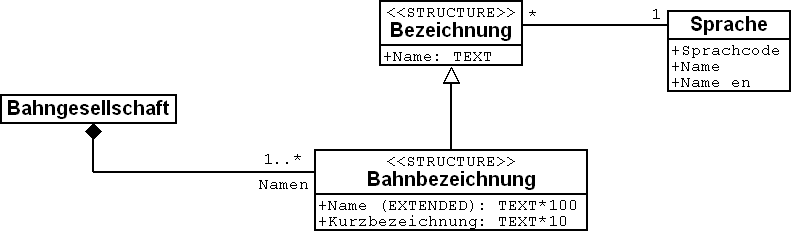 <<STRUCTURE>>
Bezeichnung
+Name: TEXT
*
1
Sprache
+Sprachcode
+Name
+Name en
Bahngesellschaft
1..*
Namen
<<STRUCTURE>>
Bahnbezeichnung
+Name (EXTENDED): TEXT*100
+Kurzbezeichnung: TEXT*10